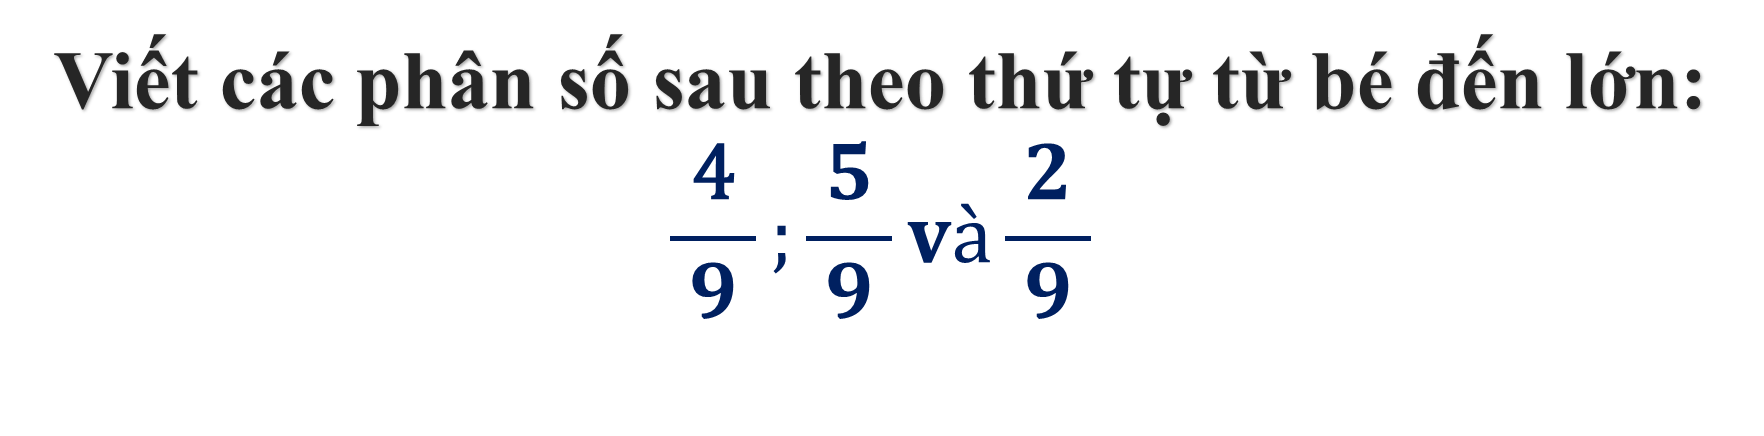 Viết các phân số sau theo thứ tự từ bé đến lớn:
4/9 ; 5/9 và 2/9